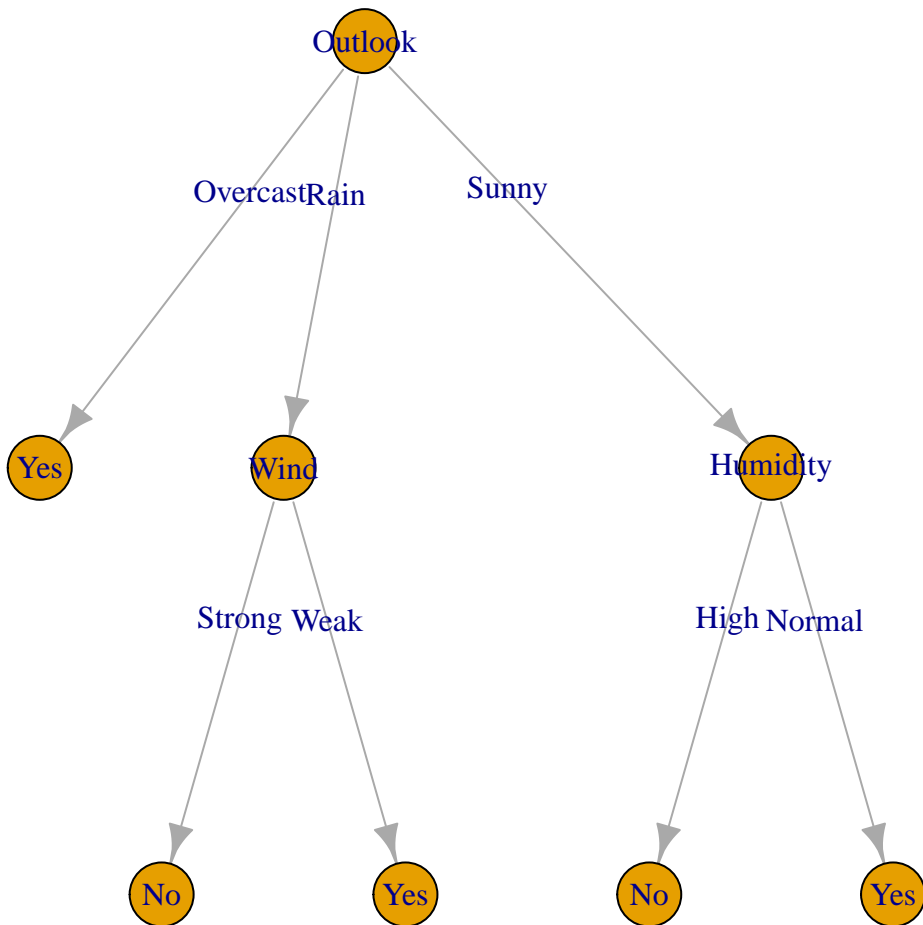 Outlook
Overcast
Rain
Sunny
Yes
Wind
Humidity
Strong
Weak
High
Normal
No
Yes
No
Yes